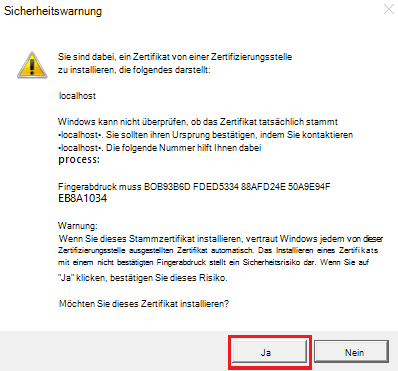 Sicherheitswarnung
Sie sind dabei, ein Zertifikat von einer Zertifizierungsstelle
zu installieren, die folgendes darstellt:
localhost
Windows kann nicht überprüfen, ob das Zertifikat tatsächlich stammt
•localhost•. Sie sollten ihren Ursprung bestätigen, indem Sie kontaktieren
•localhost•. Die folgende Nummer hilft Ihnen dabei
process:
Fingerabdruck muss BOB93B6D FDED5334 88AFD24E 50A9E94F
EB8A1034
Warnung:
Wenn Sie dieses Stammzertifikat installieren, vertraut Windows jedem von dieser
Zertifizierungsstelle ausgestellten Zertifikat automatisch. Das Installieren eines Zertifikats
mit einem nicht bestätigten Fingerabdruck stellt ein Sicherheitsrisiko dar. Wenn Sie auf
"Ja" klicken, bestätigen Sie dieses Risiko.
Möchten Sie dieses Zertifikat installieren?
Ja
Nein